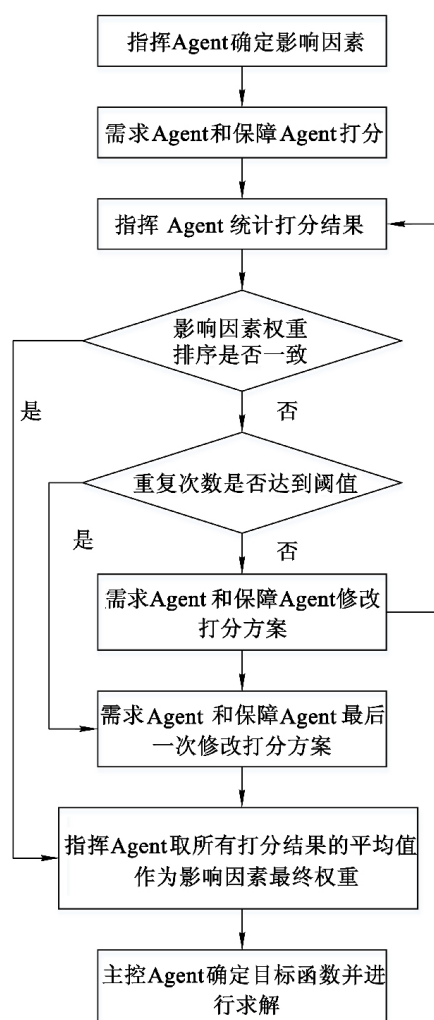 指挥Agent确定影响因素
需求Agent和保障Agent打分
指挥 Agent 统计打分结果
影响因素权重
排序是否一致
是
否
重复次数是否达到阈值
是
否
需求Agent 和保障Agent修改
打分方案
需求Agent 和保障Agent 最后
一次修改打分方案
指挥Agent取所有打分结果的平均值
作为影响因素最终权重
主控Agent确定目标函数并进
行求解